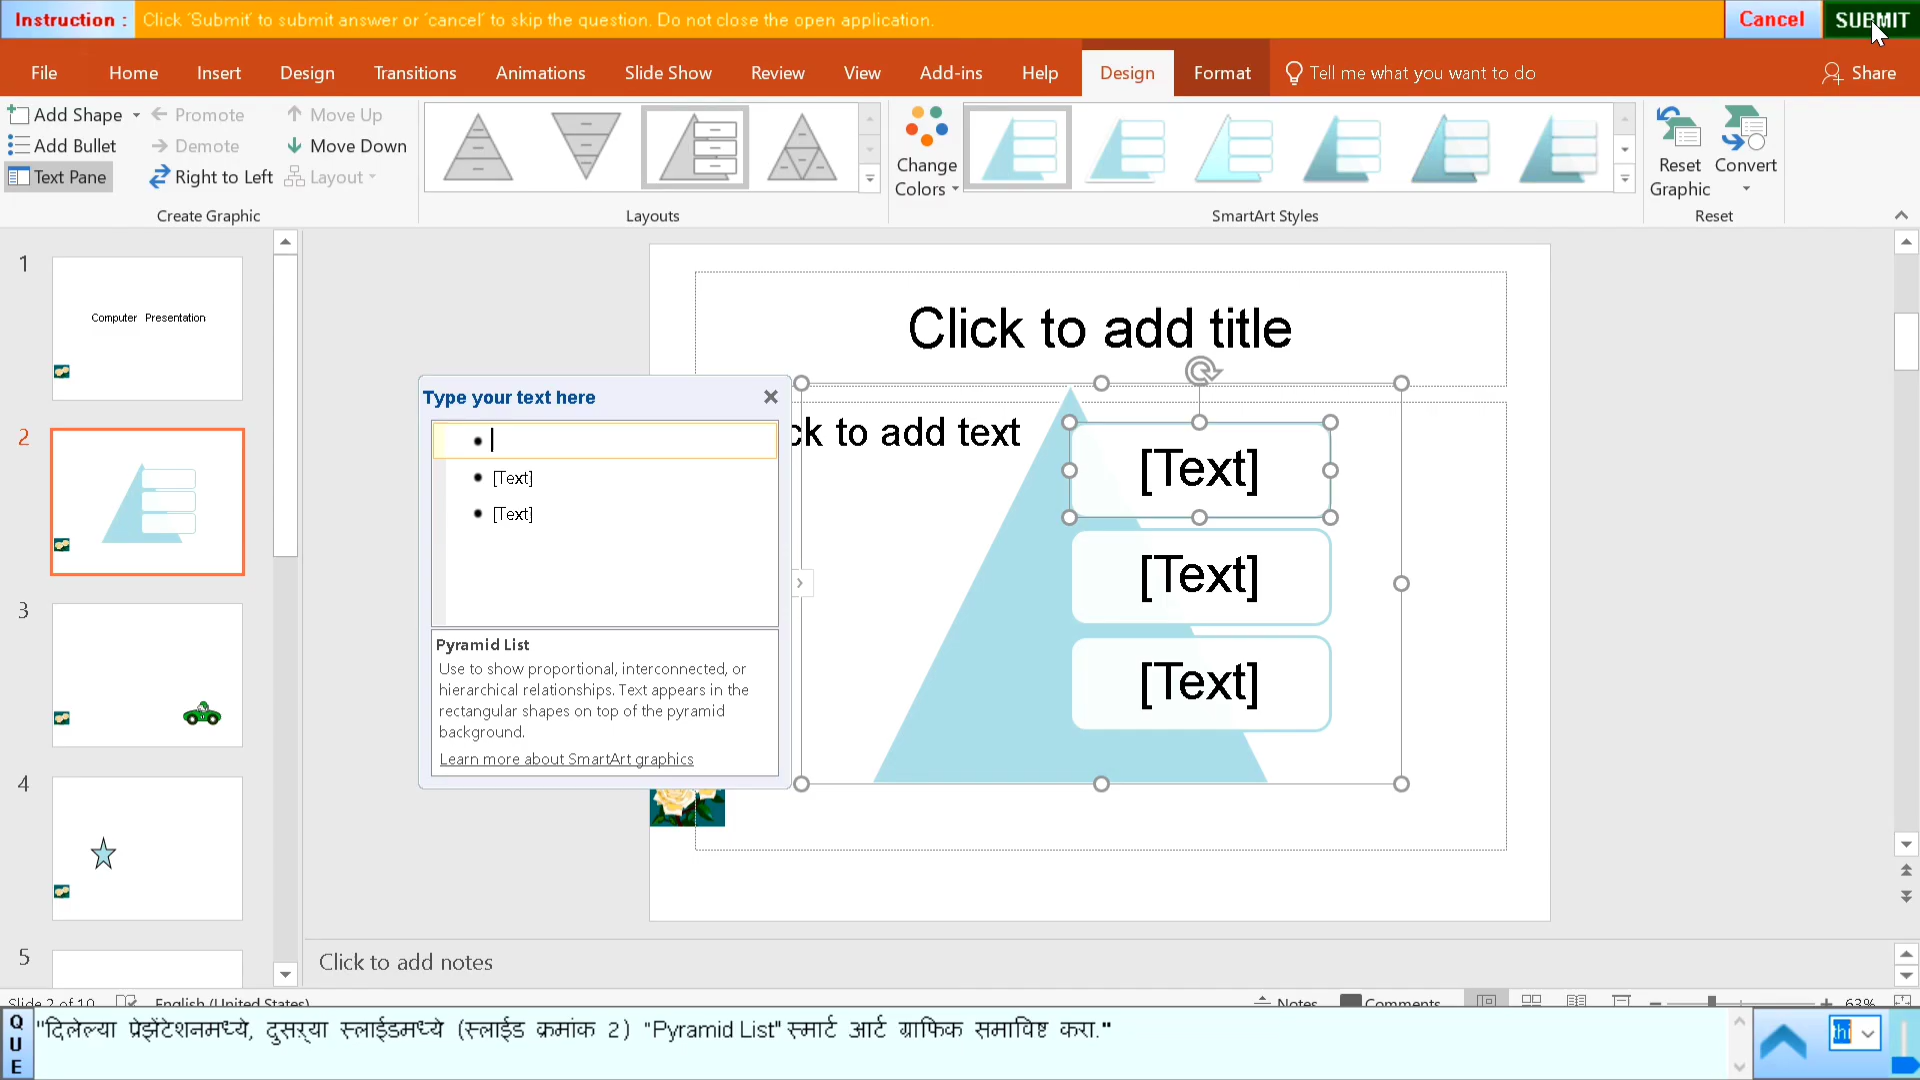 Instruction :
Click 'Submit' to submit answer or 'cancel' to skip the question. Do not close the open application.
Cancel
SUBMIT
File
Home
Insert
Design
Transitions
Animations
Slide Show
Review
View
Add-ins
Help
Design
Format
Tell me what you want to do
Share
Add Shape
Promote
Move Up
Add Bullet
Demote
Move Down
Text Pane
Right to Left
Layout
Create Graphic
Layouts
Change
Colors
SmartArt Styles
Reset
Graphic
Convert
Reset
1
Computer Presentation
2
3
4
5
Click to add title
Type your text here
[Text]
[Text]
Pyramid List
Use to show proportional, interconnected, or
hierarchical relationships. Text appears in the
rectangular shapes on top of the pyramid
background.
Learn more about SmartArt graphics
ck to add text
[Text]
[Text]
[Text]
Click to add notes
Slide 2 of 10
English (United States)
Notes
Comments
63%
QUE
"दिलेल्या प्रेझेंटेशनमध्ये, दुसऱ्या स्लाईडमध्ये (स्लाईड क्रमांक 2) "Pyramid List" स्मार्ट आर्ट ग्राफिक समाविष्ट करा."